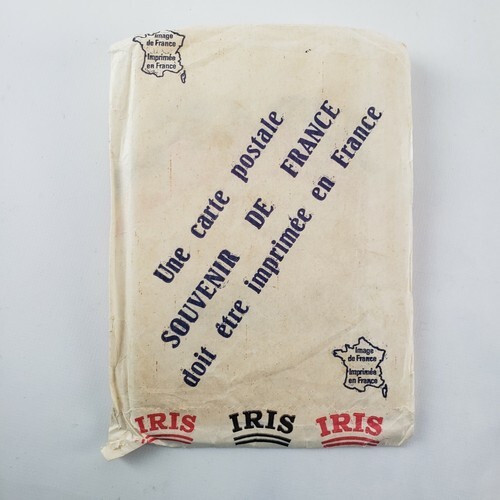 Image
de France
Imprimée
en France
Une carte postale
SOUVENIR DE FRANCE
doit être imprimée en France
Image
de France
Imprimée
en France
IRIS IRIS IRIS